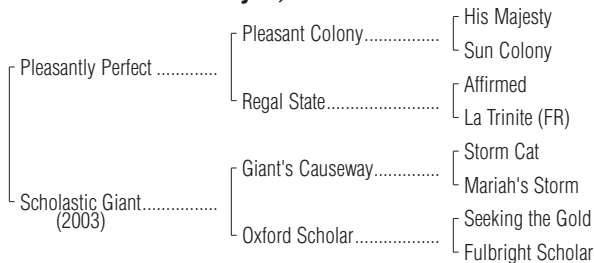 His Majesty
Pleasant Colony................
Sun Colony
Pleasantly Perfect .............
Affirmed
Regal State........................
La Trinite (FR)
Storm Cat
Giant's Causeway..............
Mariah's Storm
Scholastic Giant................
(2003)
Seeking the Gold
Oxford Scholar..................
Fulbright Scholar